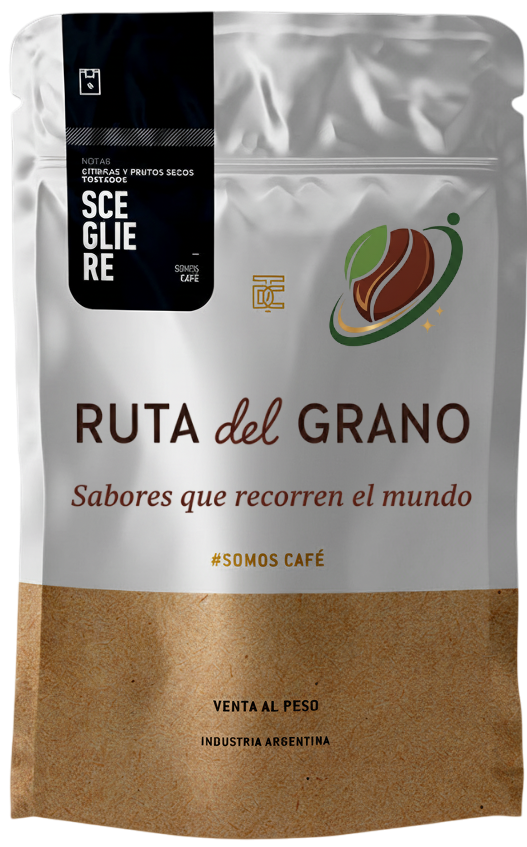 NOTAS
CITRICAS Y FRUTOS SECOS
TOSTADOS
SCE
GLIE
RE
SOMOS
CAFÉ
RUTA del GRANO
Sabores que recorren el mundo
#SOMOS CAFÉ
VENTA AL PESO
INDUSTRIA ARGENTINA